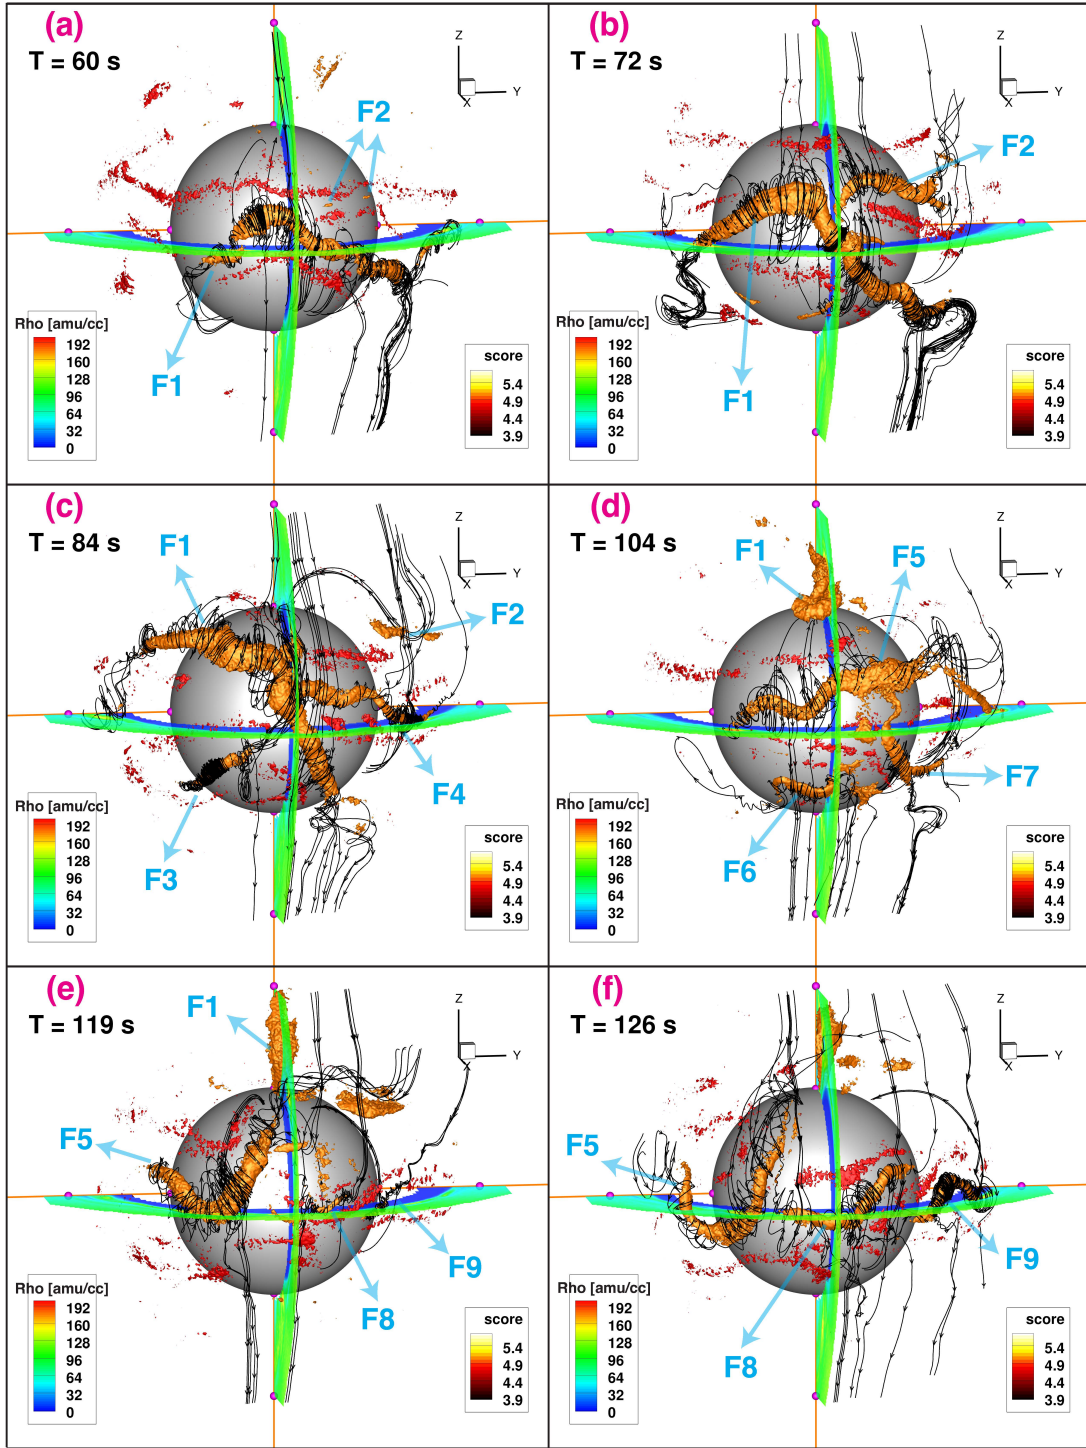 (a)
T = 60 s
F2
F1
Z
Y
X
Rho [amu/cc]
192
160
128
96
64
32
0
score
5.4
4.9
4.4
3.9
(b)
T = 72 s
F2
F1
Z
Y
X
Rho [amu/cc]
192
160
128
96
64
32
0
score
5.4
4.9
4.4
3.9
(c)
T = 84 s
F1
F2
F4
F3
Z
Y
X
Rho [amu/cc]
192
160
128
96
64
32
0
score
5.4
4.9
4.4
3.9
(d)
T = 104 s
F1
F5
F7
F6
Z
Y
X
Rho [amu/cc]
192
160
128
96
64
32
0
score
5.4
4.9
4.4
3.9
(e)
T = 119 s
F1
F5
F9
F8
Z
Y
X
Rho [amu/cc]
192
160
128
96
64
32
0
score
5.4
4.9
4.4
3.9
(f)
T = 126 s
F5
F9
F8
Z
Y
X
Rho [amu/cc]
192
160
128
96
64
32
0
score
5.4
4.9
4.4
3.9